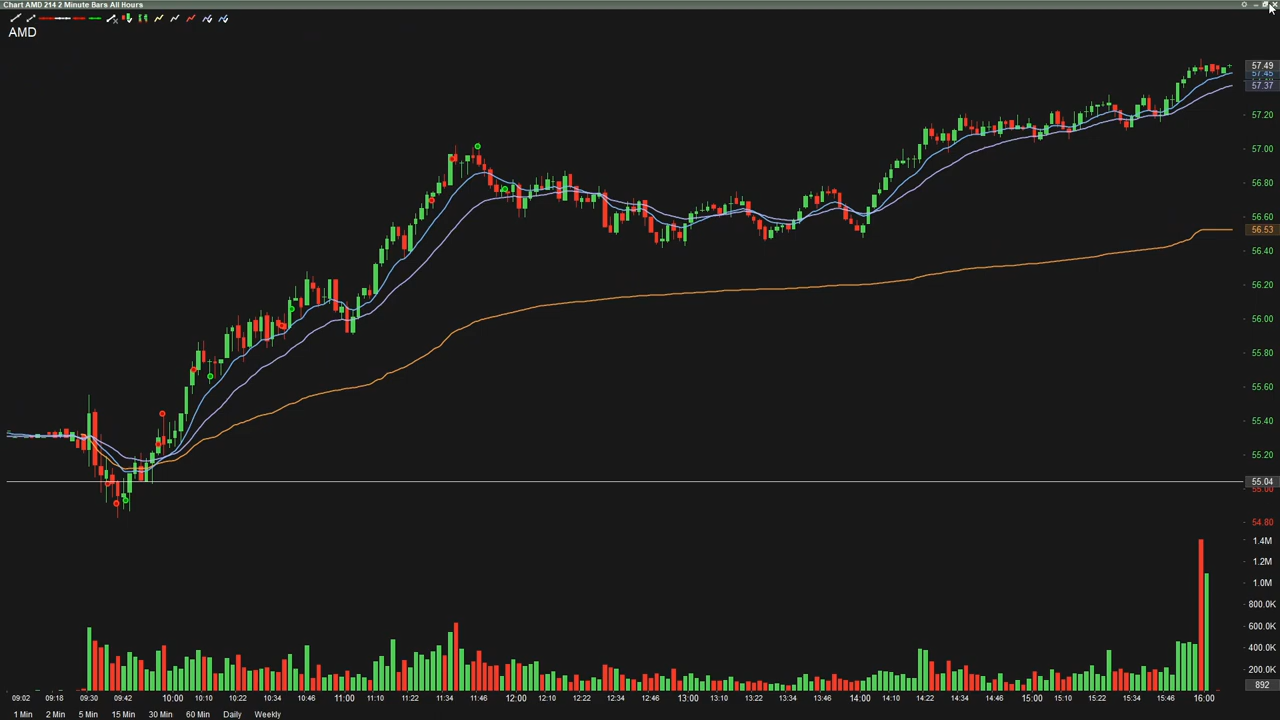 Chart AMD 214 2 Minute Bars All Hours
AMD
57.49
57.45
57.37
57.20
57.00
56.80
56.60
56.53
56.40
56.20
56.00
55.80
55.60
55.40
55.20
55.04
55.00
54.80
1.4M
1.2M
1.0M
800.0K
600.0K
400.0K
200.0K
892
09:02 09:18 09:30 09:42 10:00 10:10 10:22 10:34 10:46 11:00 11:10 11:22 11:34 11:46 12:00 12:10 12:22 12:34 12:46 13:00 13:10 13:22 13:34 13:46 14:00 14:10 14:22 14:34 14:46 15:00 15:10 15:22 15:34 15:46 16:00
1 Min 2 Min 5 Min 15 Min 30 Min 60 Min Daily Weekly